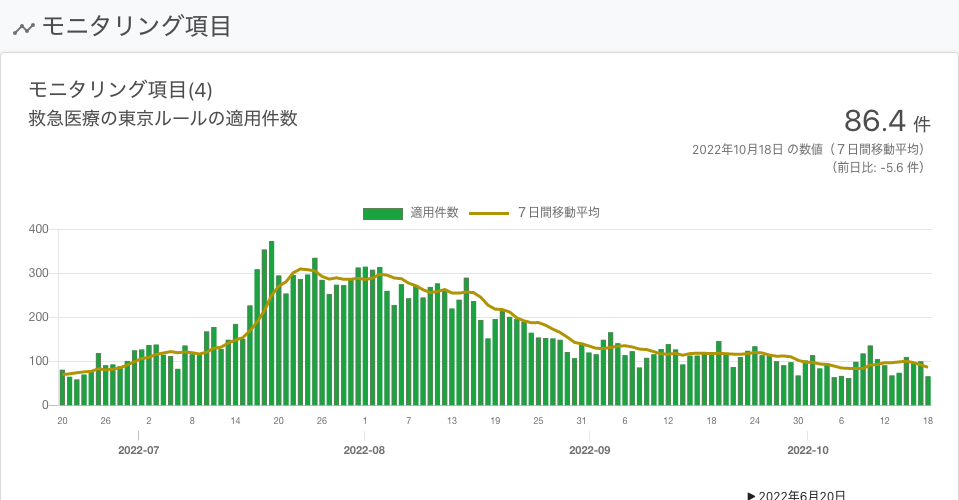 モニタリング項目
モニタリング項目(4)
救急医療の東京ルールの適用件数
86.4 件
2022年10月18日 の数値（７日間移動平均）
（前日比: -5.6 件）
適用件数 ７日間移動平均
400
300
200
100
0
20 26 2 8 14 20 26 1 7 13 19 25 31 6 12 18 24 30 6 12 18
2022-07 2022-08 2022-09 2022-10
▶ 2022年6月20日